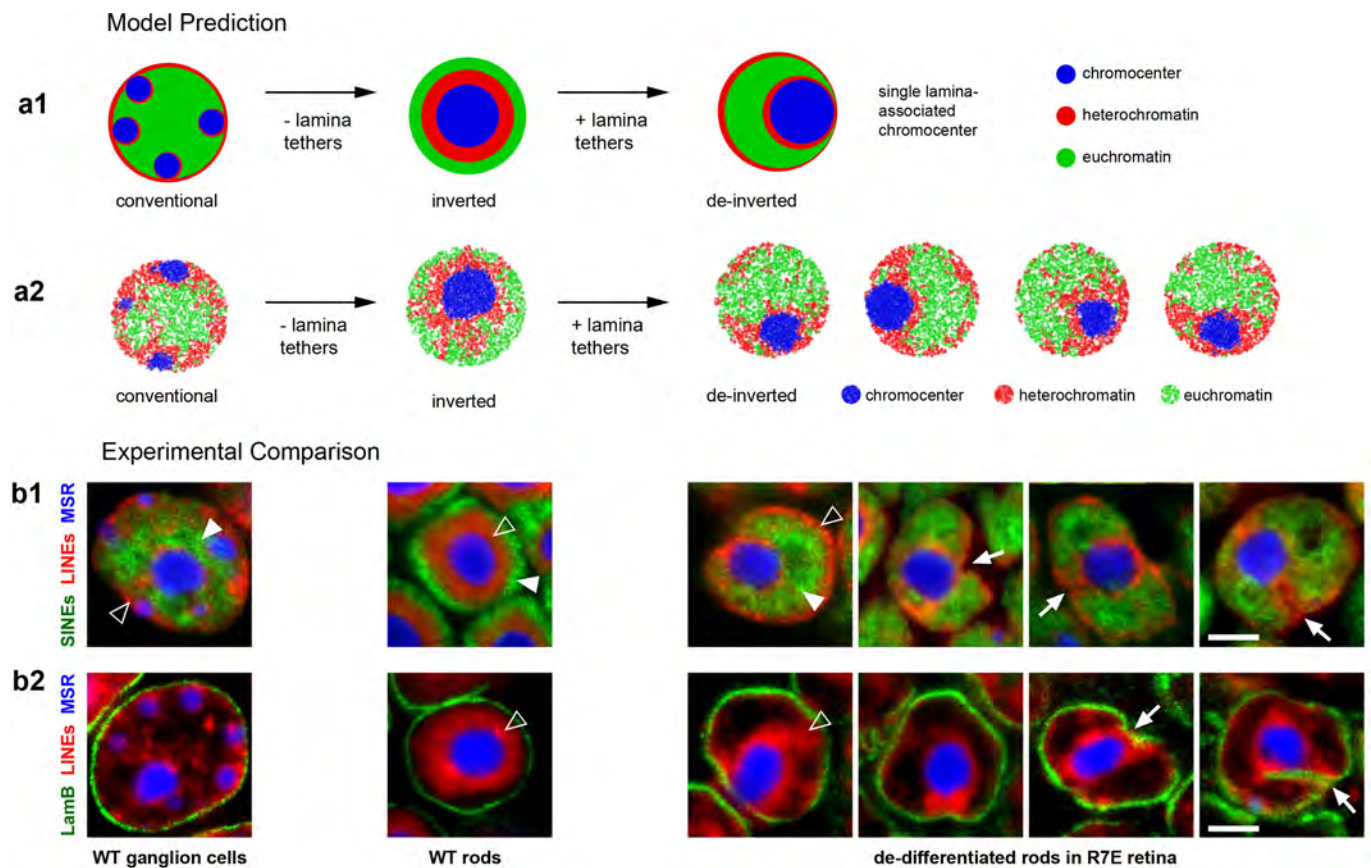 Model Prediction
a1
- lamina
tethers
+ lamina
tethers
single lamina-
associated
chromocenter
chromocenter
heterochromatin
euchromatin
conventional
inverted
de-inverted
a2
- lamina
tethers
+ lamina
tethers
conventional
inverted
de-inverted
chromocenter
heterochromatin
euchromatin
Experimental Comparison
b1
SINEs LINEs MSR
b2
LamB LINEs MSR
WT ganglion cells
WT rods
de-differentiated rods in R7E retina